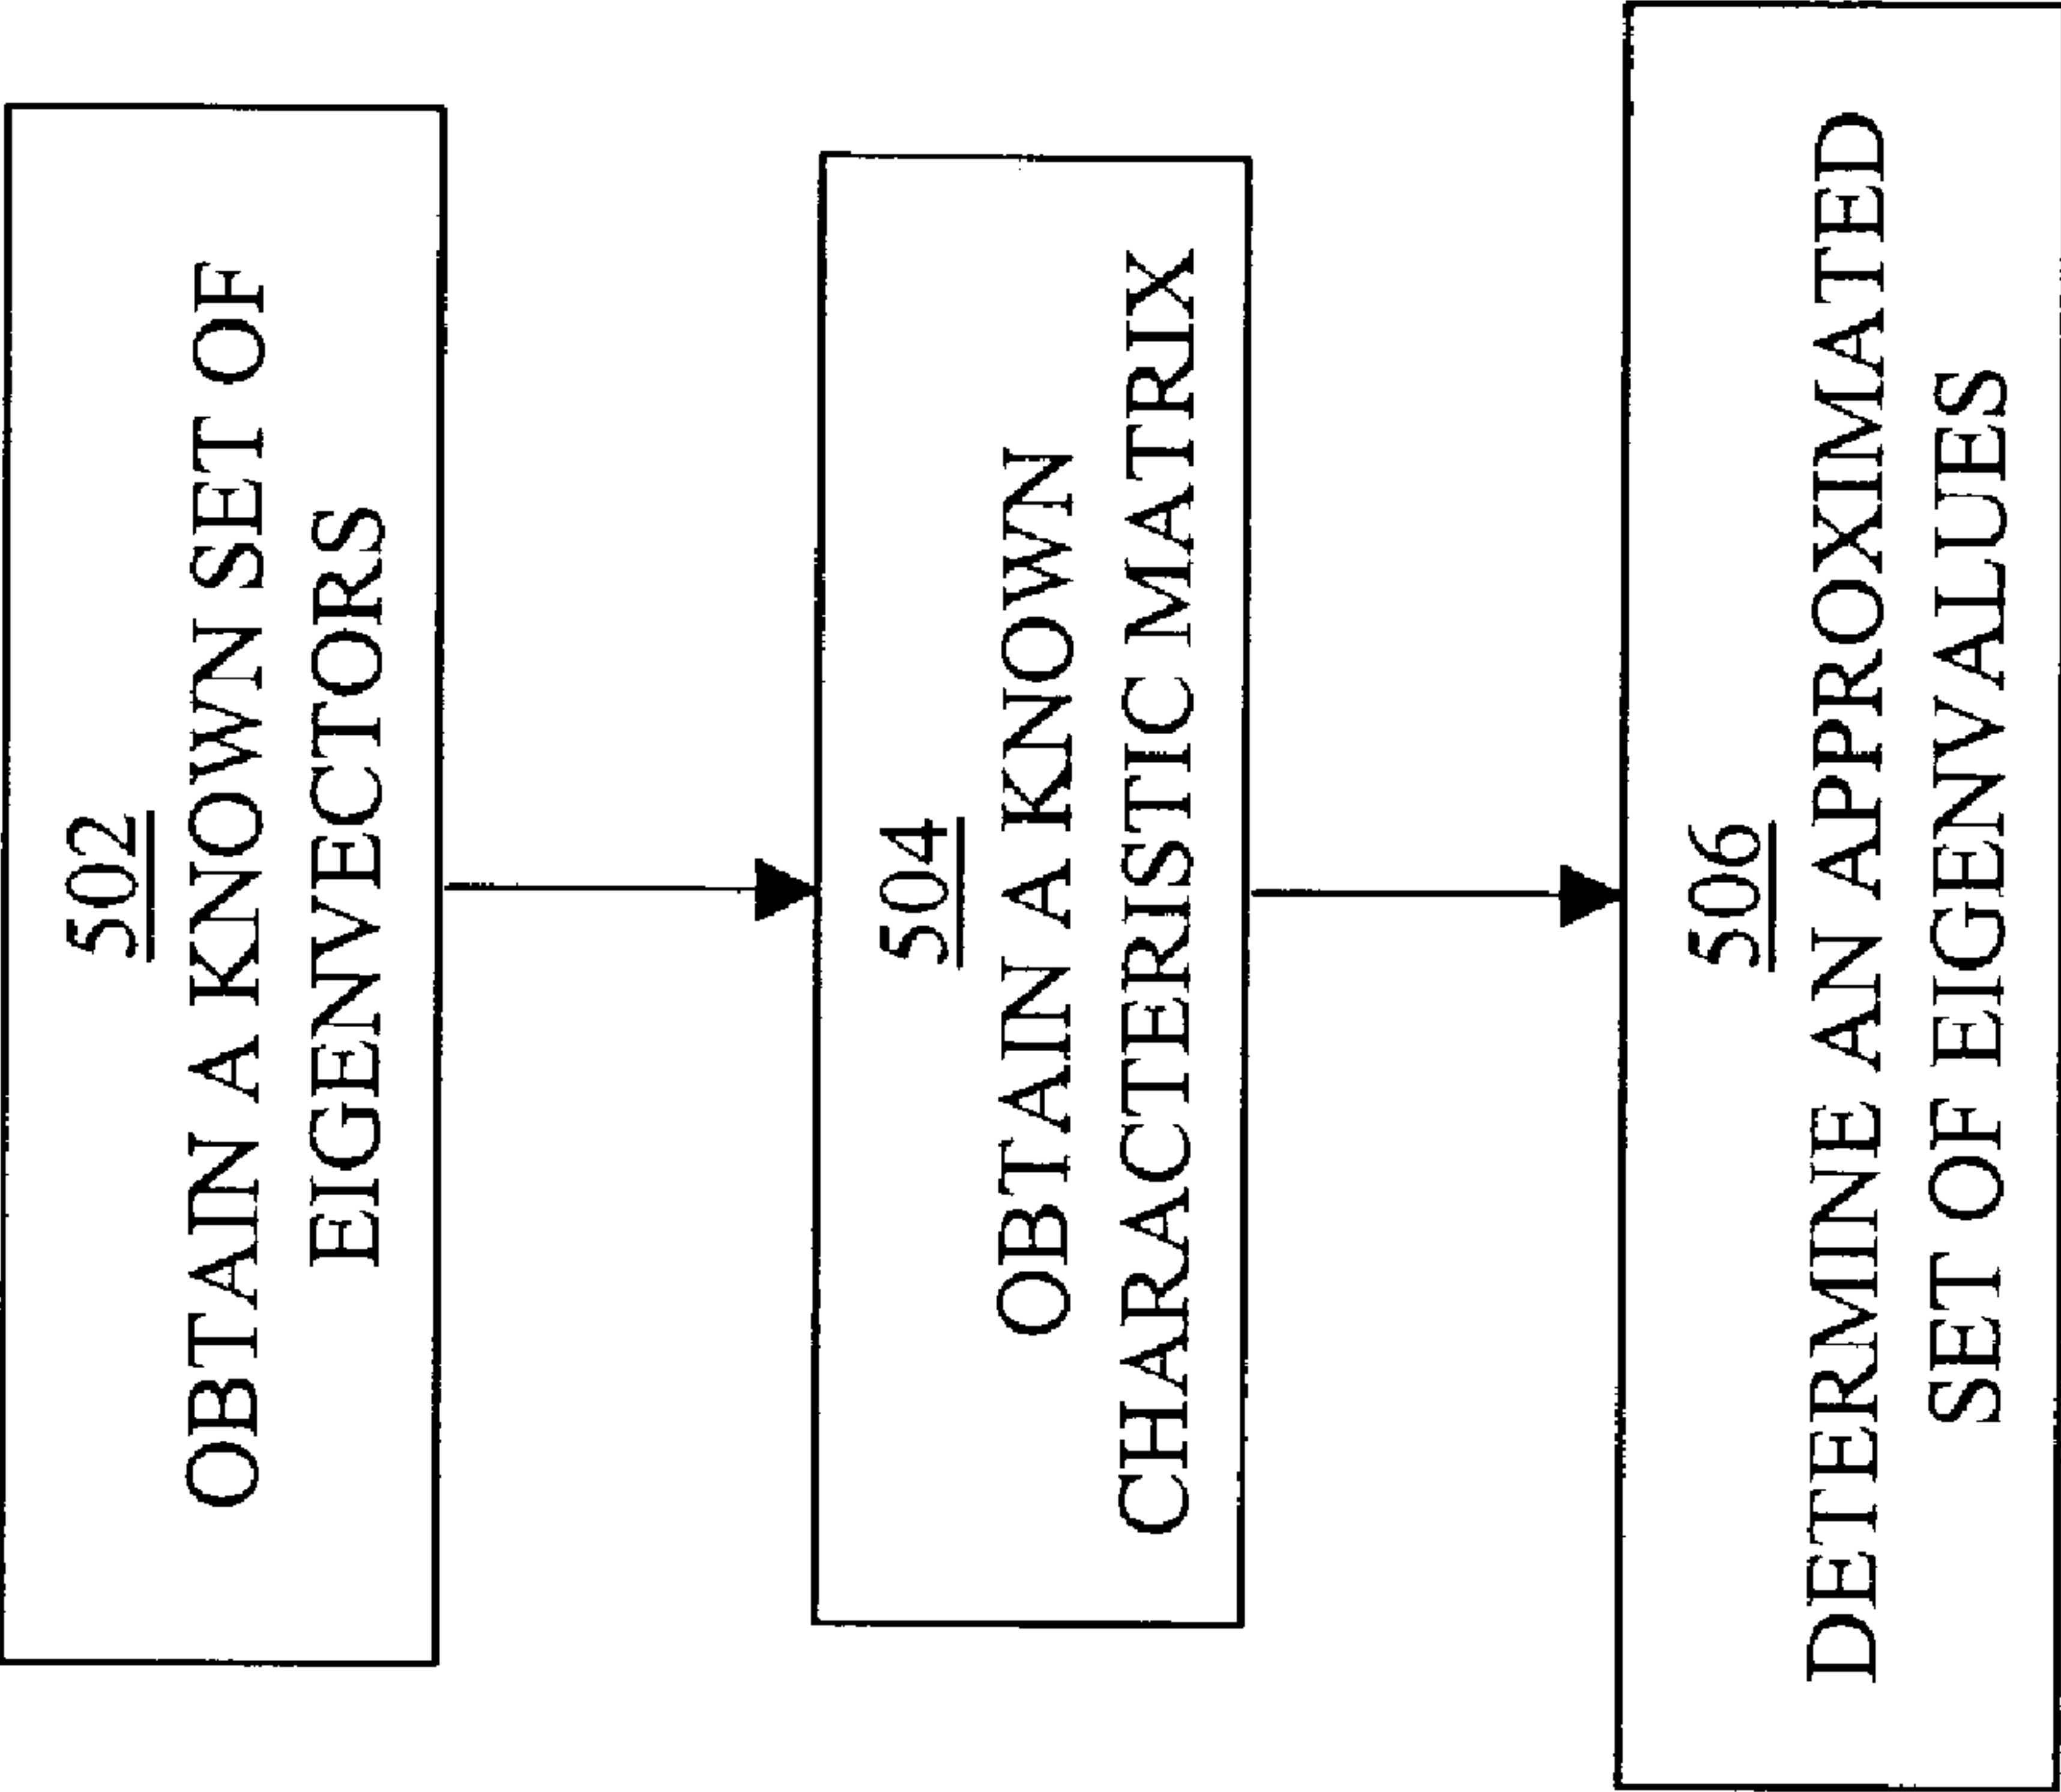 502
OBTAIN A KNOWN SET OF
EIGENVECTORS
504
OBTAIN A KNOWN
CHARACTERISTIC MATRIX
506
DETERMINE AN APPROXIMATED
SET OF EIGENVALUES